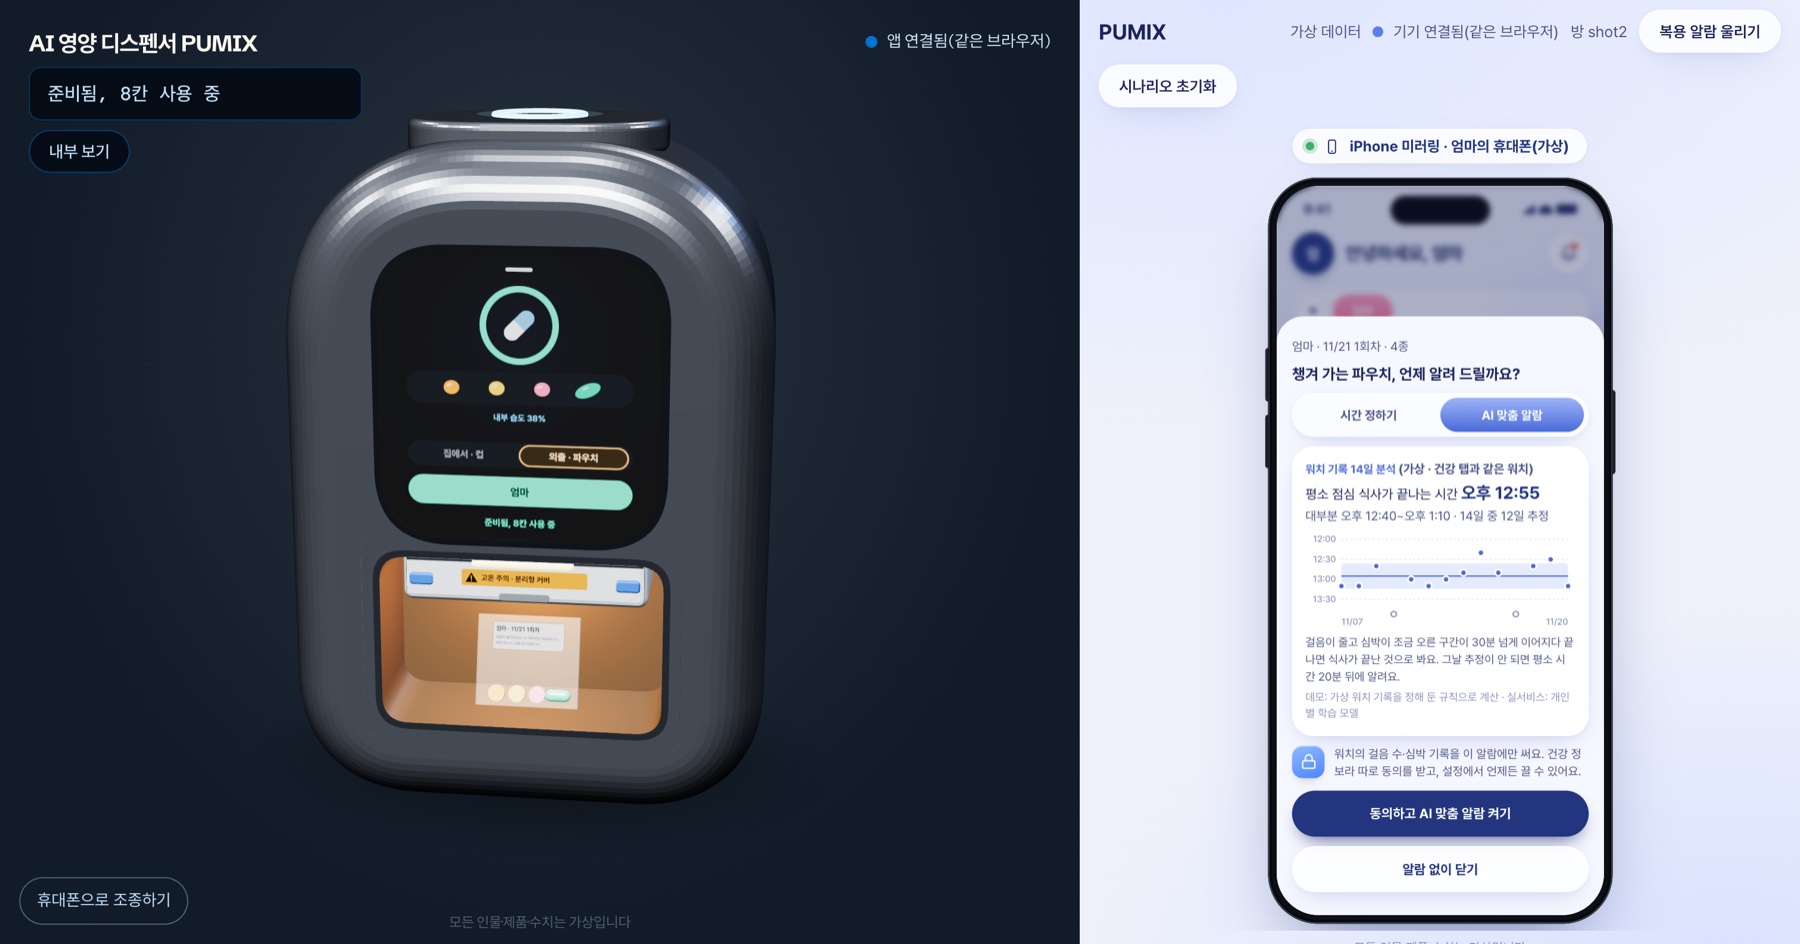 AI 영양 디스펜서 PUMIX
준비됨, 8칸 사용 중
내부 보기
앱 연결됨(같은 브라우저)
내부 습도 38%
집에서 · 컵
외출 · 파우치
엄마
준비됨, 8칸 사용 중
고온 주의 · 분리형 커버
엄마 · 11/21 1회차
휴대폰으로 조종하기
모든 인물·제품·수치는 가상입니다
PUMIX
가상 데이터
기기 연결됨(같은 브라우저)
방 shot2
복용 알람 울리기
시나리오 초기화
iPhone 미러링 · 엄마의 휴대폰(가상)
안녕하세요, 엄마
엄마 · 11/21 1회차 · 4종
챙겨 가는 파우치, 언제 알려 드릴까요?
시간 정하기
AI 맞춤 알람
워치 기록 14일 분석 (가상 · 건강 탭과 같은 워치)
평소 점심 식사가 끝나는 시간 오후 12:55
대부분 오후 12:40~오후 1:10 · 14일 중 12일 추정
12:00
12:30
13:00
13:30
11/07
11/20
걸음이 줄고 심박이 조금 오른 구간이 30분 넘게 이어지다 끝
나면 식사가 끝난 것으로 봐요. 그날 추정이 안 되면 평소 시
간 20분 뒤에 알려요.
데모: 가상 워치 기록을 정해 둔 규칙으로 계산 · 실서비스: 개인
별 학습 모델
워치의 걸음 수·심박 기록을 이 알람에만 써요. 건강 정
보라 따로 동의를 받고, 설정에서 언제든 끌 수 있어요.
동의하고 AI 맞춤 알람 켜기
알람 없이 닫기